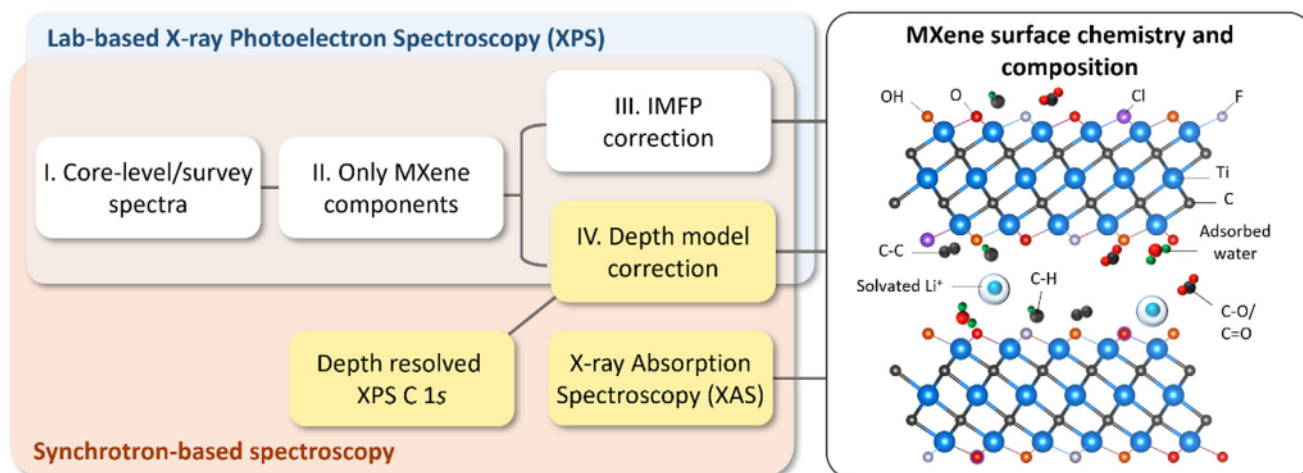 Lab-based X-ray Photoelectron Spectroscopy (XPS)
I. Core-level/survey
spectra
II. Only MXene
components
III. IMFP
correction
IV. Depth model
correction
Depth resolved
XPS C 1s
X-ray Absorption
Spectroscopy (XAS)
Synchrotron-based spectroscopy
MXene surface chemistry and
composition
OH
O
Cl
F
Ti
C
C-C
Adsorbed
water
Solvated Li⁺
C-H
C-O/
C=O